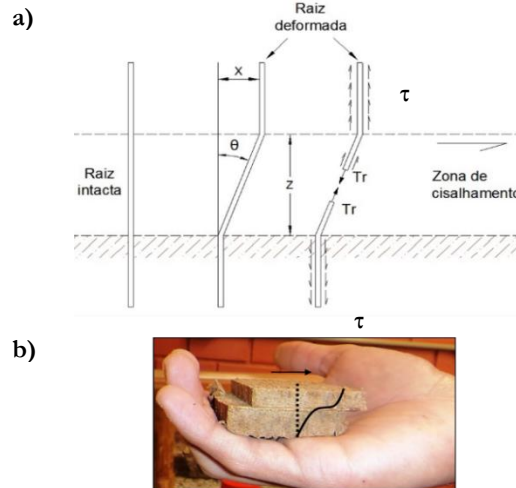 a)
Raiz
deformada
x
τ
θ
Raiz
intacta
z
Tr
Tr
Zona de
cisalhamento
τ
b)